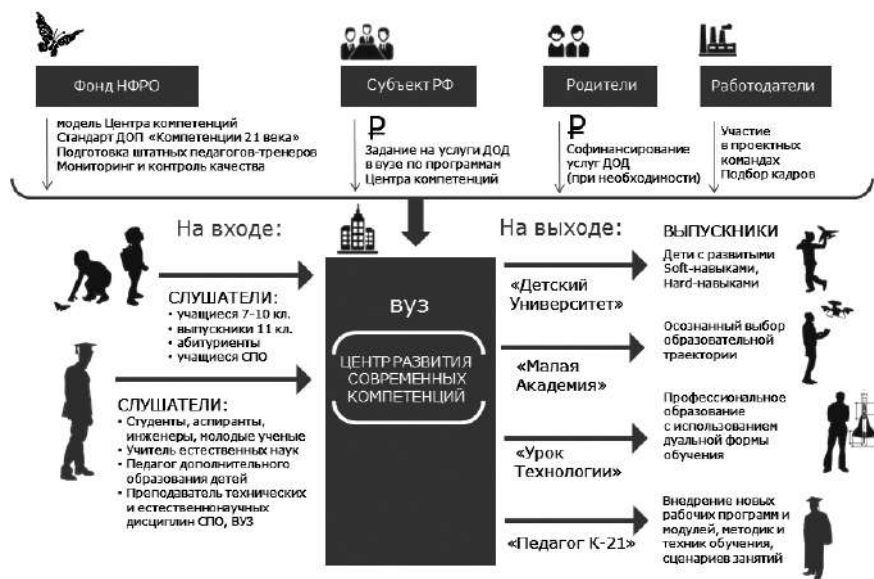 Фонд НФРО
Субъект РФ
Родители
Работодатели
модель Центра компетенций
Стандарт ДОП «Компетенции 21 века»
Подготовка штатных педагогов-тренеров
Мониторинг и контроль качества
₽
Задание на услуги ДОД
в вузе по программам
Центра компетенций
₽
Софинансирование
услуг ДОД
(при необходимости)
Участие
в проектных
командах
Подбор кадров
На входе:
СЛУШАТЕЛИ:
• учащиеся 7-10 кл.
• выпускники 11 кл.
• абитуриенты
• учащиеся СПО
СЛУШАТЕЛИ:
• Студенты, аспиранты,
инженеры, молодые ученые
• Учитель естественных наук
• Педагог дополнительного
образования детей
• Преподаватель технических
и естественнонаучных
дисциплин СПО, ВУЗ
вуз
ЦЕНТР РАЗВИТИЯ
СОВРЕМЕННЫХ
КОМПЕТЕНЦИЙ
На выходе:
«Детский
Университет»
«Малая
Академия»
«Урок
Технологии»
«Педагог К-21»
ВЫПУСКНИКИ
Дети с развитыми
Soft-навыками,
Hard-навыками
Осознанный выбор
образовательной
траектории
Профессиональное
образование
с использованием
дуальной формы
обучения
Внедрение новых
рабочих программ и
модулей, методик и
техник обучения,
сценариев занятий